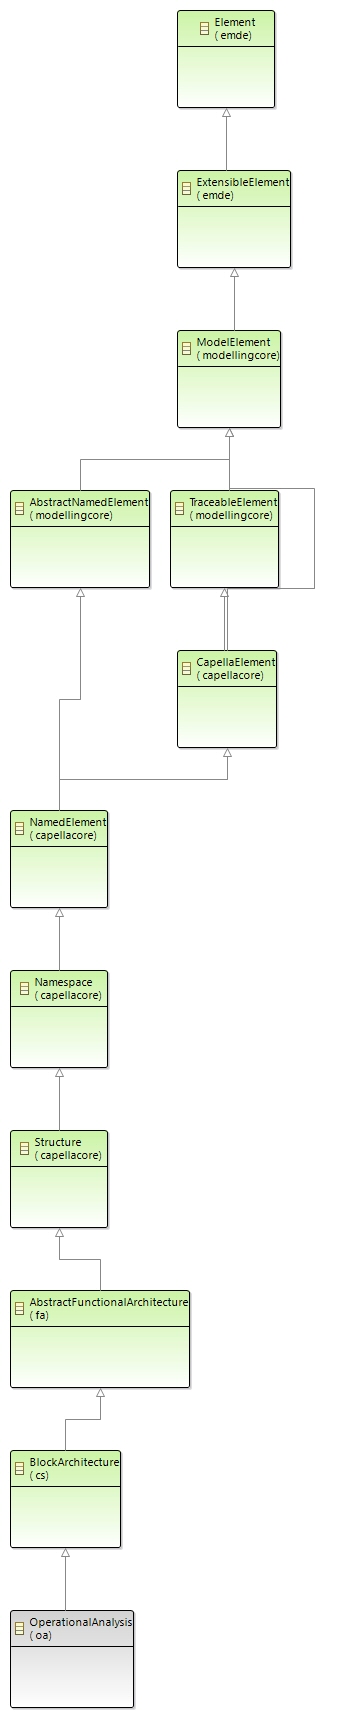 Element
( emde)
ExtensibleElement
( emde)
ModelElement
( modellingcore)
AbstractNamedElement
( modellingcore)
TraceableElement
( modellingcore)
CapellaElement
( capellacore)
NamedElement
( capellacore)
Namespace
( capellacore)
Structure
( capellacore)
AbstractFunctionalArchitecture
( fa)
BlockArchitecture
( cs)
OperationalAnalysis
( oa)